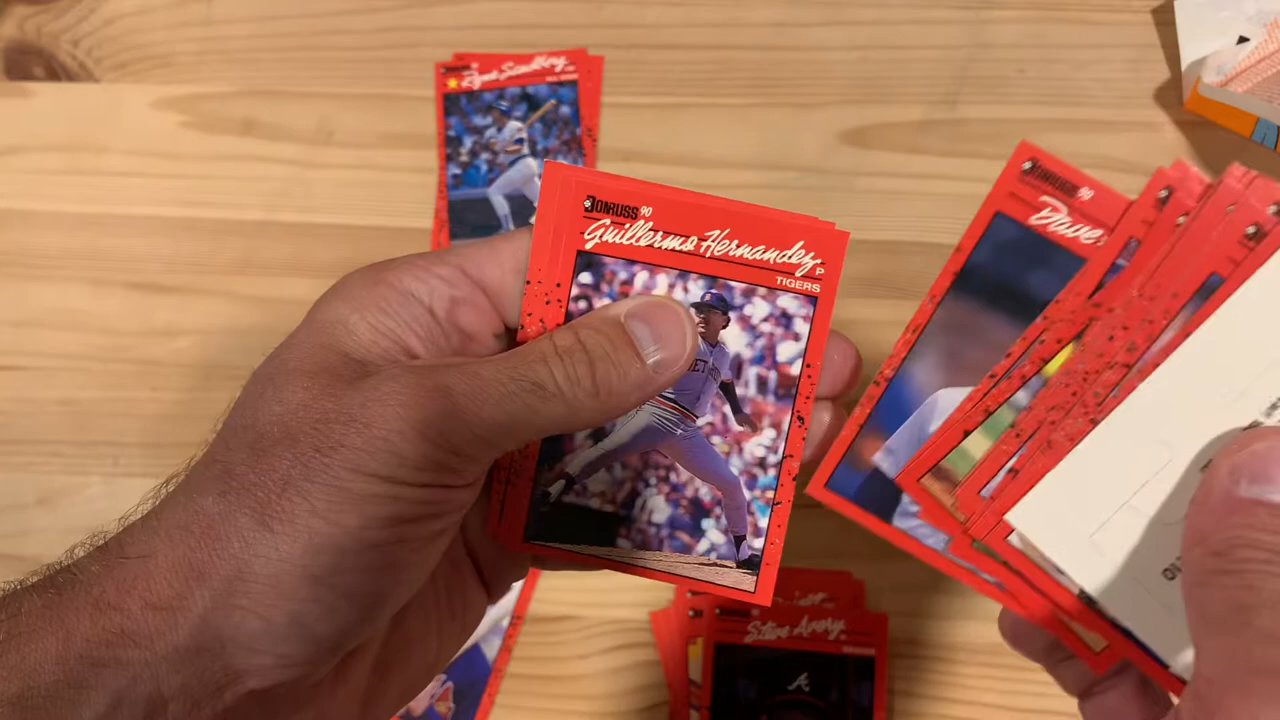 Ryne Sandberg
DONRUSS 90
Guillermo Hernandez P
TIGERS
DONRUSS 90
Dave
Steve Avery
A